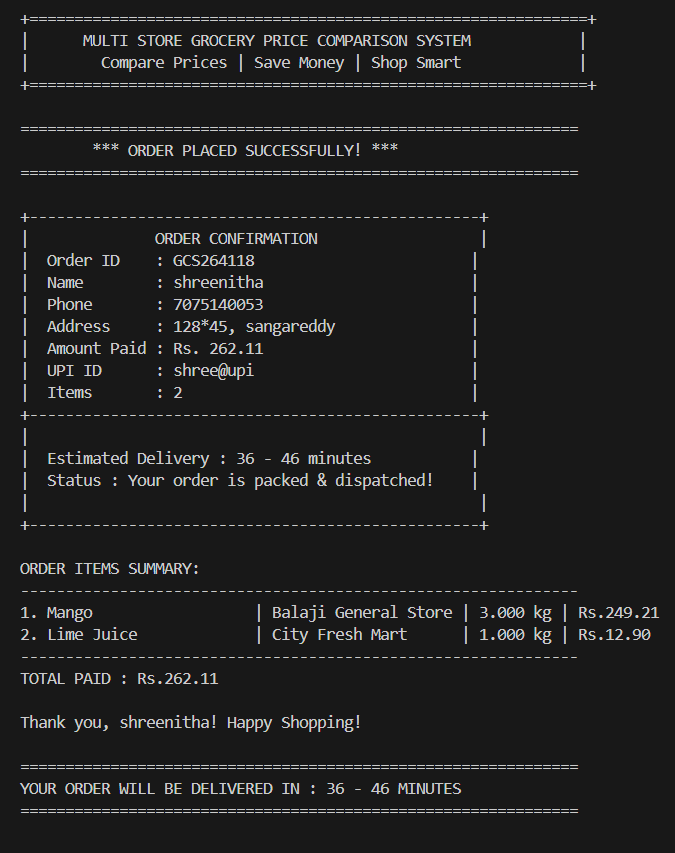 +==============================================================+
|      MULTI STORE GROCERY PRICE COMPARISON SYSTEM            |
|        Compare Prices | Save Money | Shop Smart             |
+==============================================================+
==============================================================
        *** ORDER PLACED SUCCESSFULLY! ***
==============================================================
+--------------------------------------------------+
|              ORDER CONFIRMATION                  |
|  Order ID    : GCS264118                        |
|  Name        : shreenitha                       |
|  Phone       : 7075140053                       |
|  Address     : 128*45, sangareddy               |
|  Amount Paid : Rs. 262.11                       |
|  UPI ID      : shree@upi                        |
|  Items       : 2                                |
+--------------------------------------------------+
|                                                  |
|  Estimated Delivery : 36 - 46 minutes           |
|  Status : Your order is packed & dispatched!    |
|                                                  |
+--------------------------------------------------+
ORDER ITEMS SUMMARY:
--------------------------------------------------------------
1. Mango                  | Balaji General Store | 3.000 kg | Rs.249.21
2. Lime Juice             | City Fresh Mart      | 1.000 kg | Rs.12.90
--------------------------------------------------------------
TOTAL PAID : Rs.262.11
Thank you, shreenitha! Happy Shopping!
==============================================================
YOUR ORDER WILL BE DELIVERED IN : 36 - 46 MINUTES
==============================================================